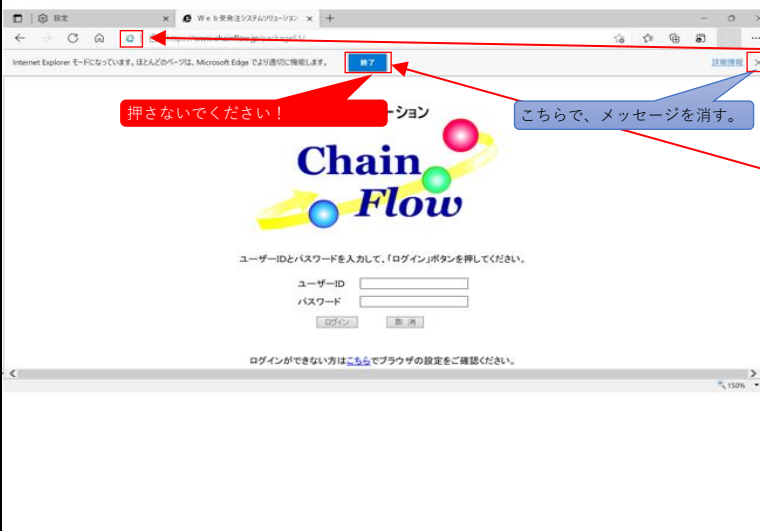 設定
Ｗｅｂ受発注システムソリューション
https://www.chainflow.jp/package51/
Internet Explorer モードになっています。ほとんどのページは、Microsoft Edge でより適切に機能します。 終了 詳細情報
押さないでください！
ーション
こちらで、メッセージを消す。
Chain
Flow
ユーザーIDとパスワードを入力して、「ログイン」ボタンを押してください。
ユーザーID
パスワード
ログイン 取 消
ログインができない方はこちらでブラウザの設定をご確認ください。
150%